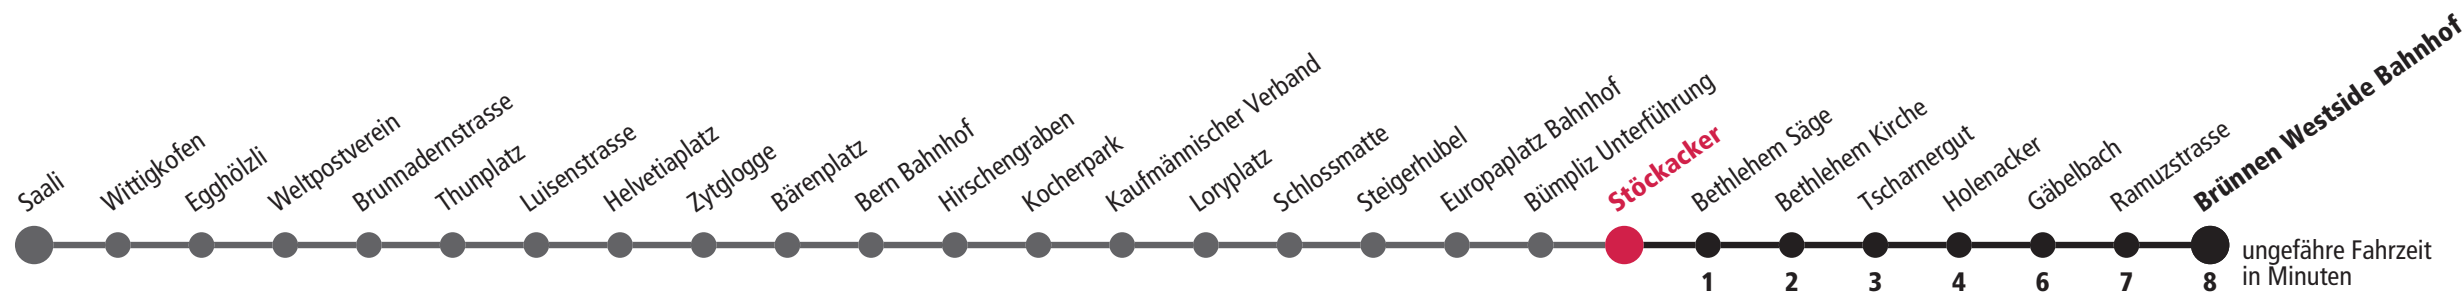 Saali
Wittigkofen
Egghölzli
Weltpostverein
Brunnadernstrasse
Thunplatz
Luisenstrasse
Helvetiaplatz
Zytglogge
Bärenplatz
Bern Bahnhof
Hirschengraben
Kocherpark
Kaufmännischer Verband
Loryplatz
Schlossmatte
Steigerhubel
Europaplatz Bahnhof
Bümpliz Unterführung
Stöckacker
Bethlehem Säge
Bethlehem Kirche
Tscharnergut
Holenacker
Gäbelbach
Ramuzstrasse
Brünnen Westside Bahnhof
1 2 3 4 6 7 8
ungefähre Fahrzeit
in Minuten